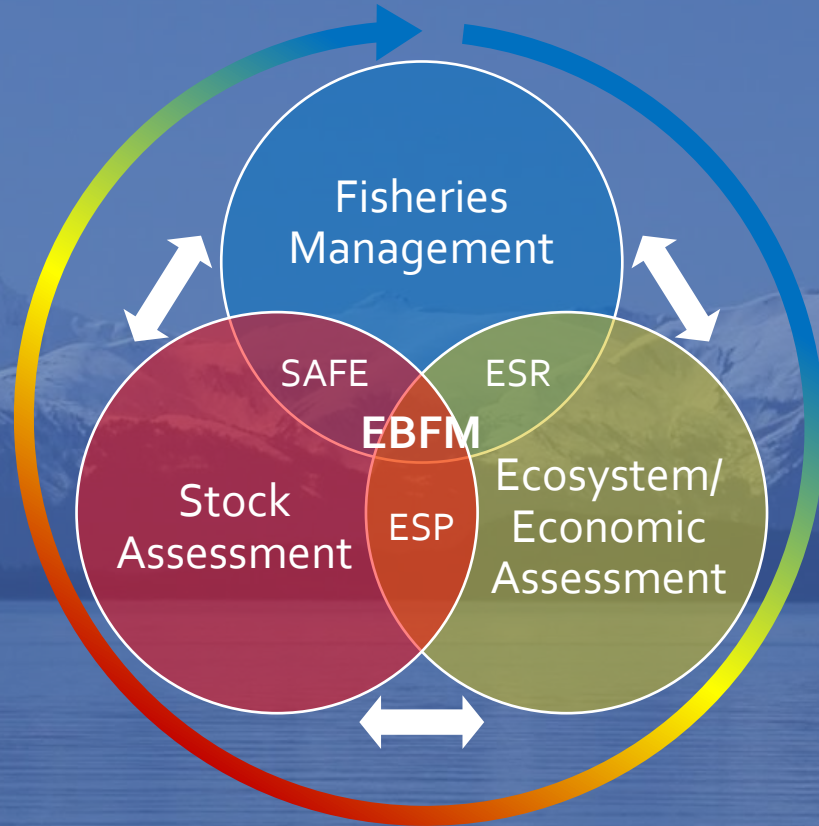 Fisheries
Management
SAFE
ESR
EBFM
Stock
Assessment
ESP
Ecosystem/
Economic
Assessment